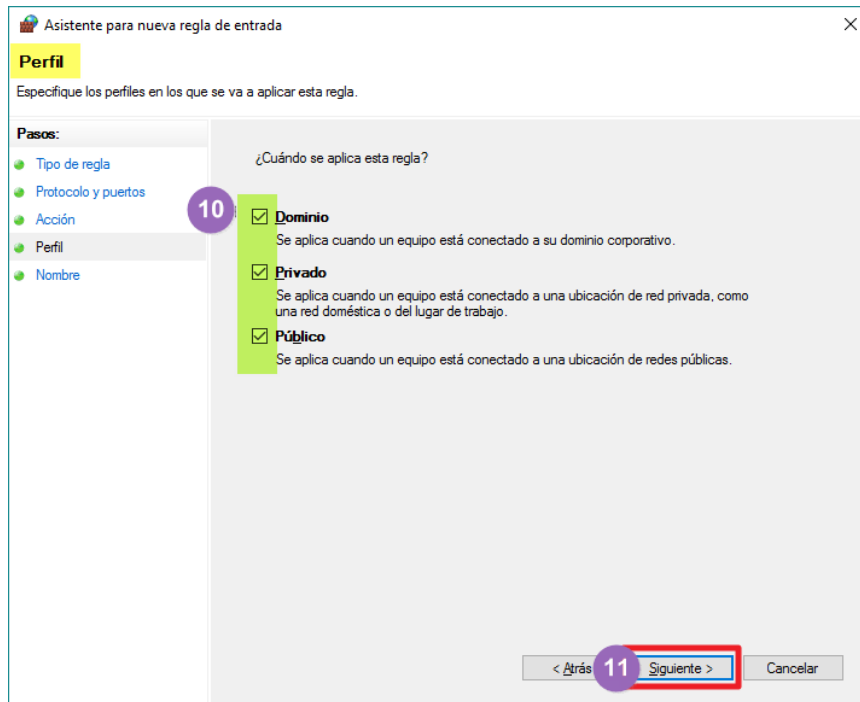 Asistente para nueva regla de entrada
Perfil
Especifique los perfiles en los que se va a aplicar esta regla.
Pasos:
Tipo de regla
Protocolo y puertos
Acción
Perfil
Nombre
¿Cuándo se aplica esta regla?
10
Dominio
Se aplica cuando un equipo está conectado a su dominio corporativo.
Privado
Se aplica cuando un equipo está conectado a una ubicación de red privada, como
una red doméstica o del lugar de trabajo.
Público
Se aplica cuando un equipo está conectado a una ubicación de redes públicas.
< Atrás 11 Siguiente > Cancelar